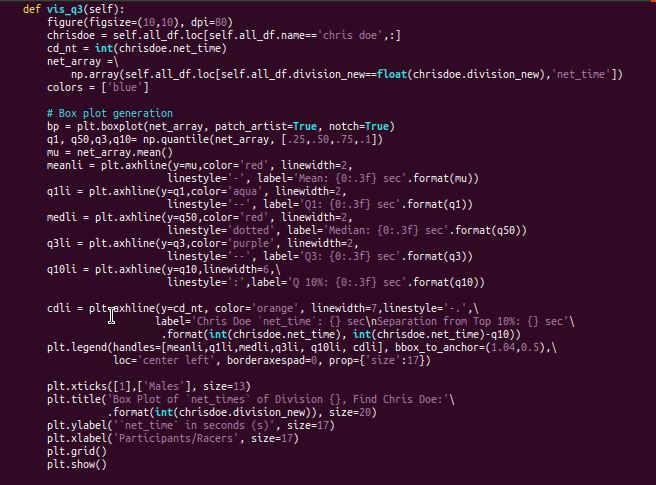 def vis_q3(self):
figure(figsize=(10,10), dpi=80)
chrisdoe = self.all_df.loc[self.all_df.name=='chris doe',:]
cd_nt = int(chrisdoe.net_time)
net_array =\
np.array(self.all_df.loc[self.all_df.division_new==float(chrisdoe.division_new),'net_time'])
colors = ['blue']
# Box plot generation
bp = plt.boxplot(net_array, patch_artist=True, notch=True)
q1, q50,q3,q10= np.quantile(net_array, [.25,.50,.75,.1])
mu = net_array.mean()
meanli = plt.axhline(y=mu,color='red', linewidth=2,
linestyle='-', label='Mean: {0:.3f} sec'.format(mu))
q1li = plt.axhline(y=q1,color='aqua', linewidth=2,
linestyle='--', label='Q1: {0:.3f} sec'.format(q1))
medli = plt.axhline(y=q50,color='red', linewidth=2,
linestyle='dotted', label='Median: {0:.3f} sec'.format(q50))
q3li = plt.axhline(y=q3,color='purple', linewidth=2,
linestyle='--', label='Q3: {0:.3f} sec'.format(q3))
q10li = plt.axhline(y=q10,linewidth=6,\
linestyle=':',label='Q 10%: {0:.3f} sec'.format(q10))
cdli = plt.axhline(y=cd_nt, color='orange', linewidth=7,linestyle='-.',\
label='Chris Doe `net_time`: {} sec\nSeparation from Top 10%: {} sec'\
.format(int(chrisdoe.net_time), int(chrisdoe.net_time)-q10))
plt.legend(handles=[meanli,q1li,medli,q3li, q10li, cdli], bbox_to_anchor=(1.04,0.5),\
loc='center left', borderaxespad=0, prop={'size':17})
plt.xticks([1],['Males'], size=13)
plt.title('Box Plot of `net_times` of Division {}, Find Chris Doe:'\
.format(int(chrisdoe.division_new)), size=20)
plt.ylabel('`net_time` in seconds (s)', size=17)
plt.xlabel('Participants/Racers', size=17)
plt.grid()
plt.show()